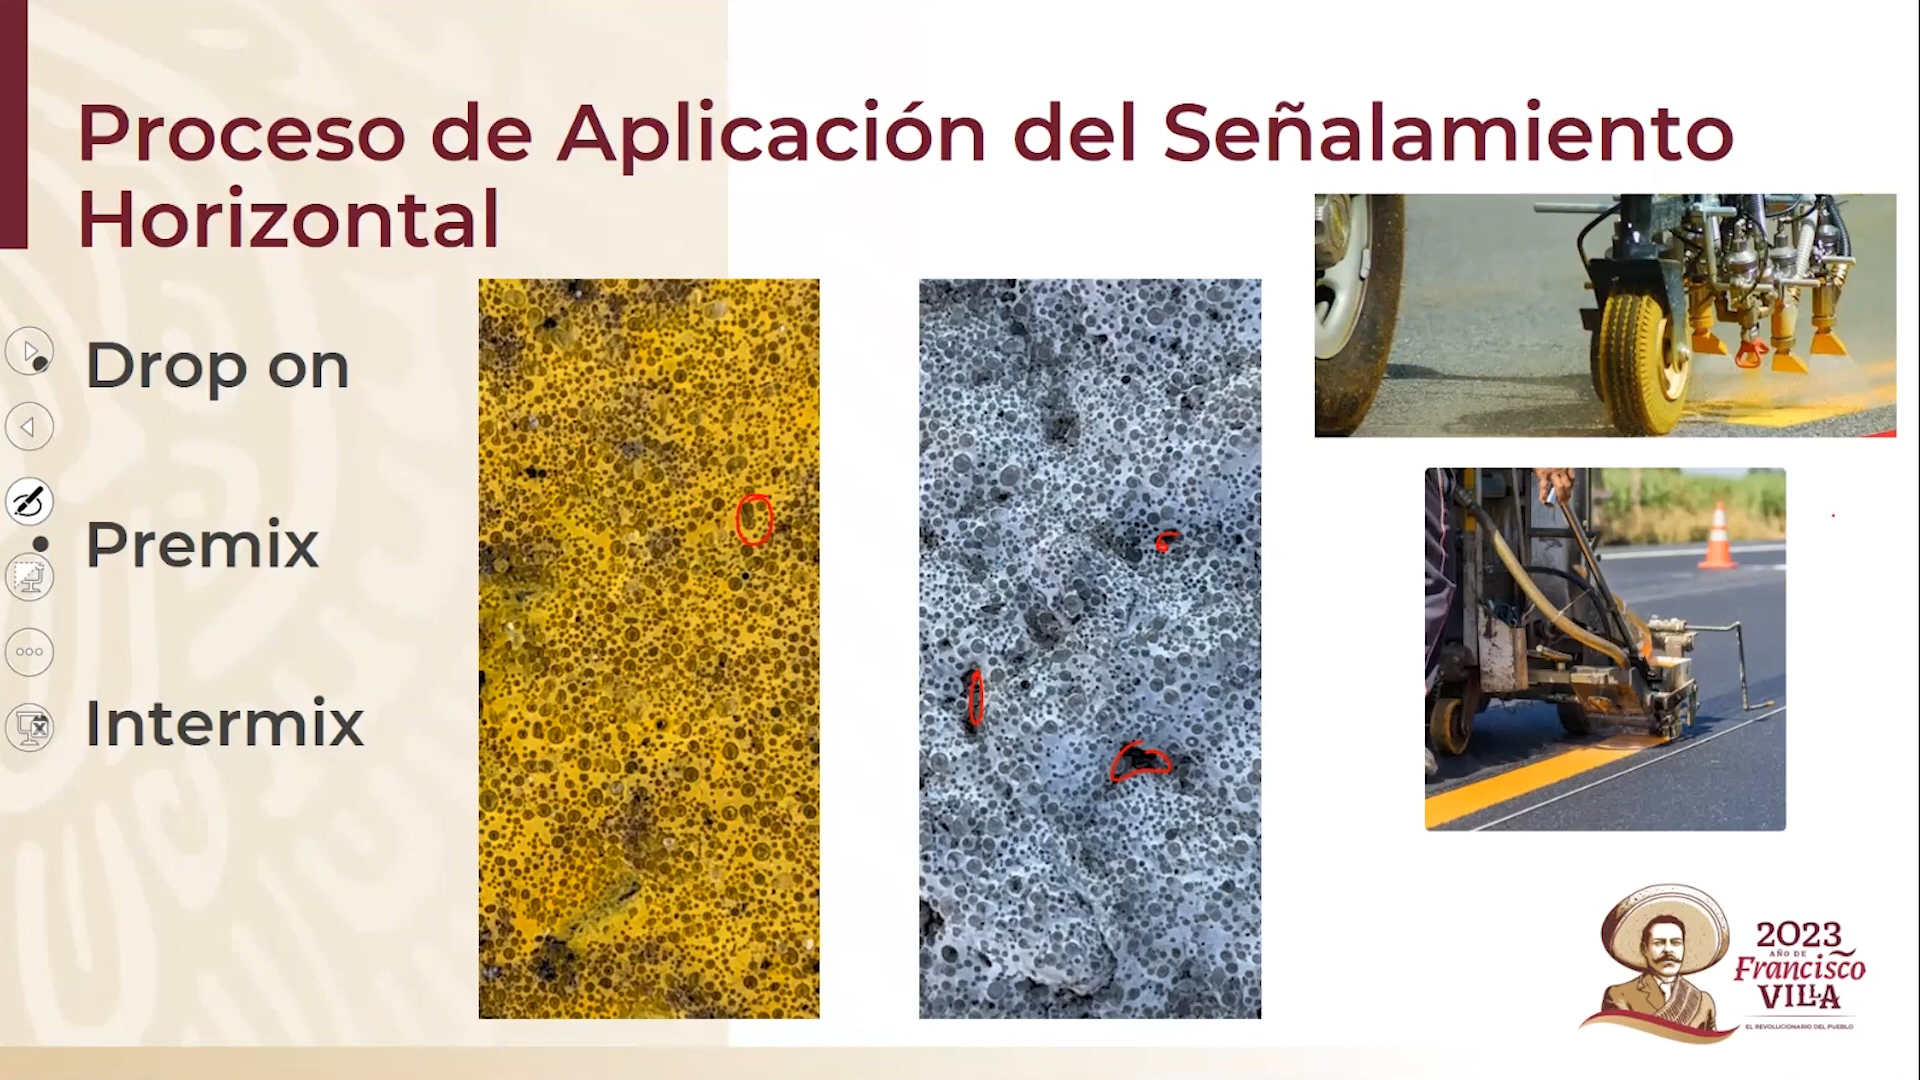 Proceso de Aplicación del Señalamiento
Horizontal
Drop on
Premix
Intermix
2023
AÑO DE
Francisco
VILLA
EL REVOLUCIONARIO DEL PUEBLO